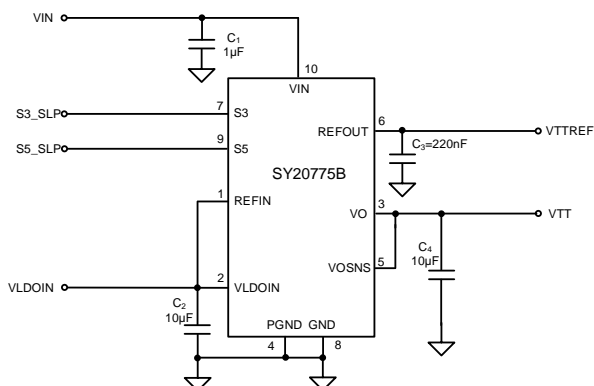 VIN
C1
1µF
10
VIN
S3_SLP
7
S3
6
REFOUT
VTTREF
C3=220nF
S5_SLP
9
S5
SY20775B
1
REFIN
3
VO
VTT
C4
10µF
5
VOSNS
VLDOIN
2
VLDOIN
C2
10µF
PGND GND
4
8